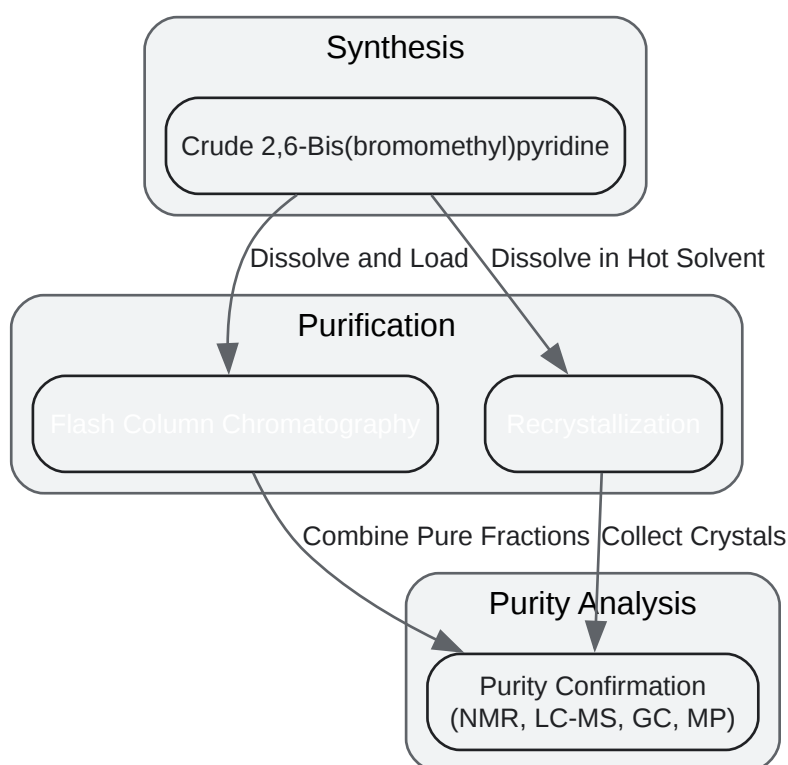 Synthesis
Crude 2,6-Bis(bromomethyl)pyridine
Dissolve and Load
Dissolve in Hot Solvent
Purification
Flash Column Chromatography
Recrystallization
Combine Pure Fractions
Collect Crystals
Purity Analysis
Purity Confirmation
(NMR, LC-MS, GC, MP)